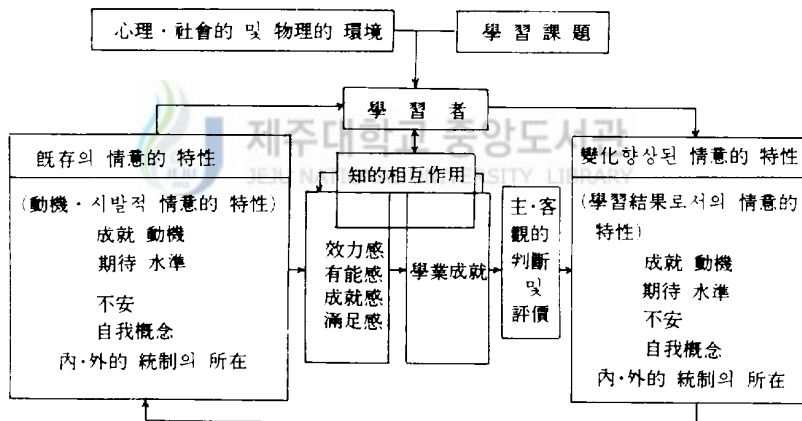 心理·社會的 및 物理的 環境
學習課題
學習者
제주대학교 중앙도서관
JEJU NATIONAL UNIVERSITY LIBRARY
旣存의 情意的 特性
(動機·시발적 情意的 特性)
成就 動機
期待 水準
不安
自我槪念
內·外的 統制의 所在
知的相互作用
效力感
有能感
成就感
滿足感
學業成就
主·客
觀的
判斷
및
評價
變化향상된 情意的 特性
(學習結果로서의 情意的
特性)
成就 動機
期待 水準
不安
自我槪念
內·外的 統制의 所在